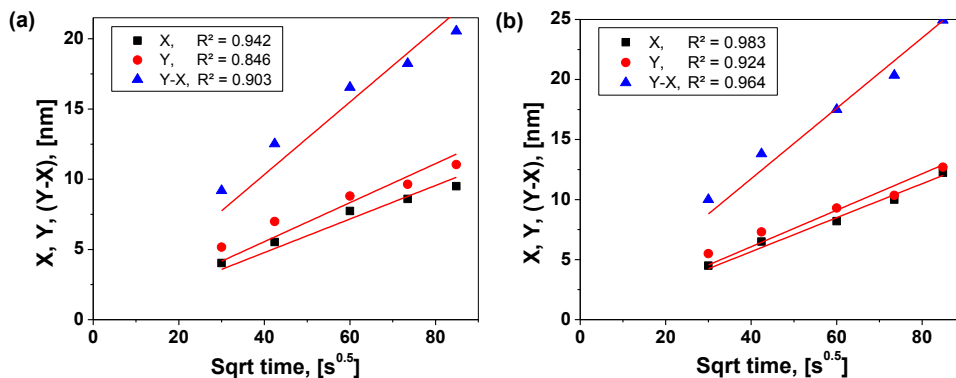 (a)
X, Y, (Y-X), [nm]
20
15
10
5
0
X, R² = 0.942
Y, R² = 0.846
Y-X, R² = 0.903
0 20 40 60 80
Sqrt time, [s^0.5]
(b)
X, Y, (Y-X), [nm]
25
20
15
10
5
0
X, R² = 0.983
Y, R² = 0.924
Y-X, R² = 0.964
0 20 40 60 80
Sqrt time, [s^0.5]